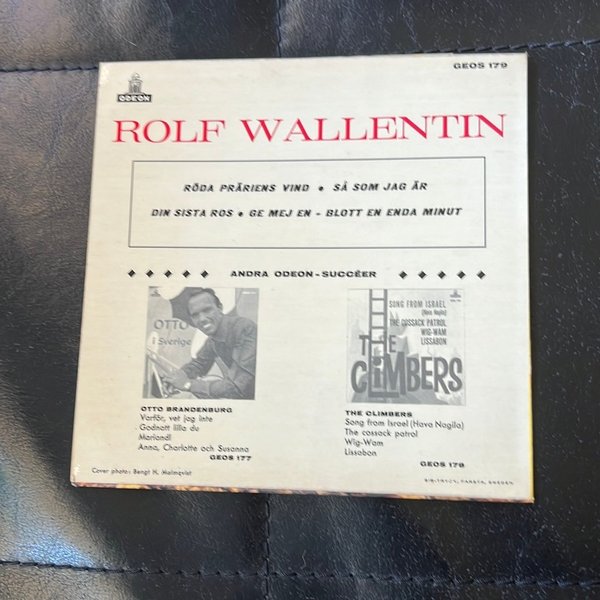 GEOS 179
ODEON
ROLF WALLENTIN
RÖDA PRÄRIENS VIND • SÅ SOM JAG ÄR
DIN SISTA ROS • GE MEJ EN - BLOTT EN ENDA MINUT
ANDRA ODEON-SUCCÉER
OTTO
i Sverige
SONG FROM ISRAEL
(Hava Nagila)
THE COSSACK PATROL
WIG-WAM
LISSABON
THE
CLIMBERS
OTTO BRANDENBURG
Varför, vet jag inte
Godnatt lilla du
Mariandl
Anna, Charlotte och Susanna
GEOS 177
THE CLIMBERS
Song from Israel (Hava Nagila)
The cossack patrol
Wig-Wam
Lissabon
GEOS 178
Cover photo: Bengt H. Malmqvist
SWEDEN